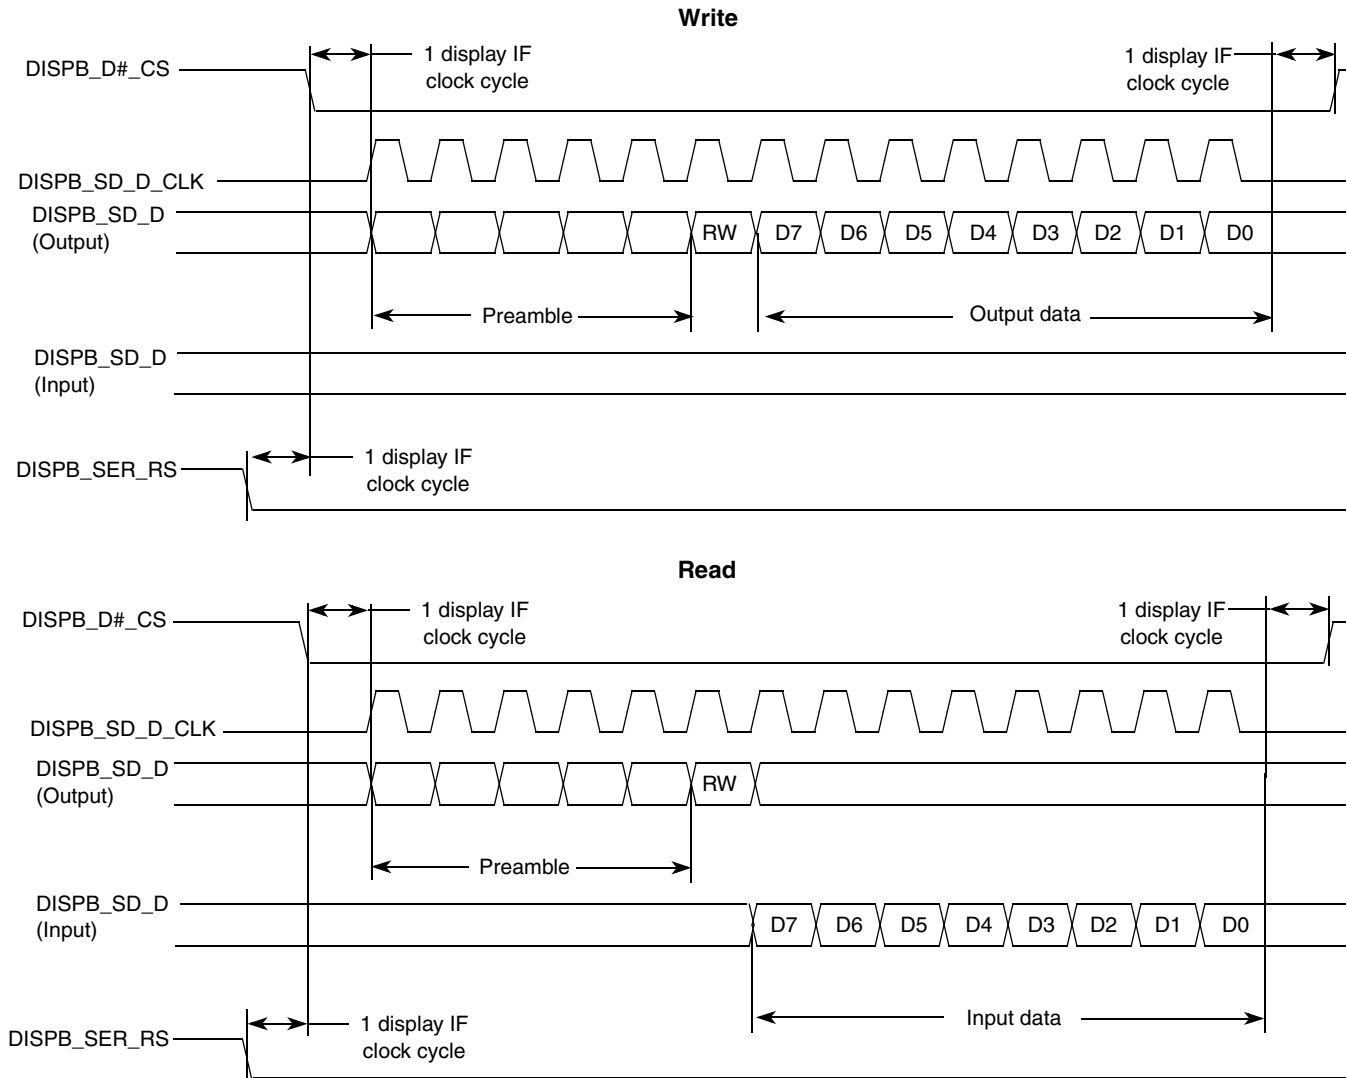 Write
1 display IF
clock cycle
1 display IF
clock cycle
DISPB_D#_CS
DISPB_SD_D_CLK
DISPB_SD_D
(Output)
RW D7 D6 D5 D4 D3 D2 D1 D0
Preamble
Output data
DISPB_SD_D
(Input)
DISPB_SER_RS
1 display IF
clock cycle
Read
1 display IF
clock cycle
1 display IF
clock cycle
DISPB_D#_CS
DISPB_SD_D_CLK
DISPB_SD_D
(Output)
RW
Preamble
DISPB_SD_D
(Input)
D7 D6 D5 D4 D3 D2 D1 D0
Input data
DISPB_SER_RS
1 display IF
clock cycle